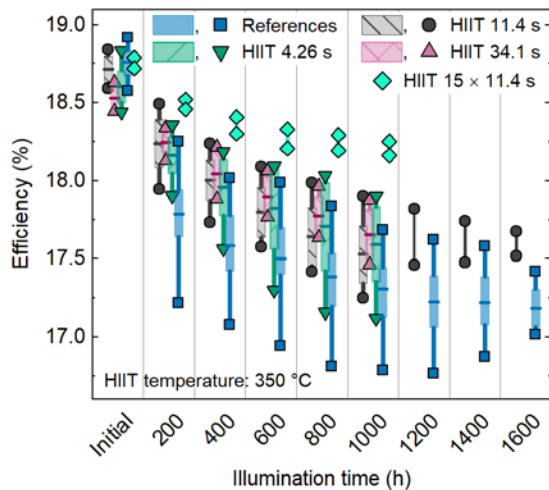 19.0
18.5
18.0
17.5
17.0
Efficiency (%)
, References
, HIIT 4.26 s
, HIIT 11.4 s
, HIIT 34.1 s
HIIT 15 × 11.4 s
HIIT temperature: 350 °C
Initial
200
400
600
800
1000
1200
1400
1600
Illumination time (h)